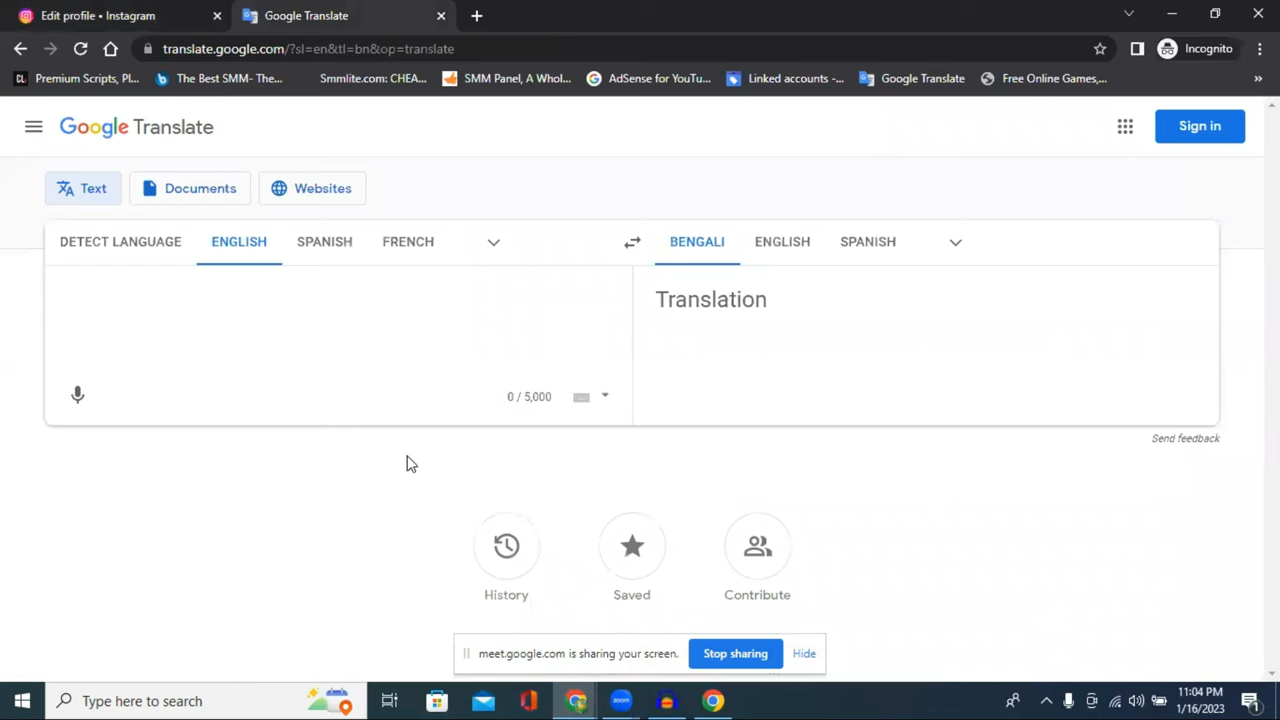 Edit profile • Instagram
Google Translate
translate.google.com/?sl=en&tl=bn&op=translate
Incognito
Premium Scripts, Pl...
The Best SMM- The...
Smmlite.com: CHEA...
SMM Panel, A Whol...
AdSense for YouTu...
Linked accounts -...
Google Translate
Free Online Games,...
Google Translate
Sign in
Text
Documents
Websites
DETECT LANGUAGE
ENGLISH
SPANISH
FRENCH
BENGALI
ENGLISH
SPANISH
Translation
0 / 5,000
Send feedback
History
Saved
Contribute
meet.google.com is sharing your screen.
Stop sharing
Hide
Type here to search
zoom
11:04 PM
1/16/2023
1